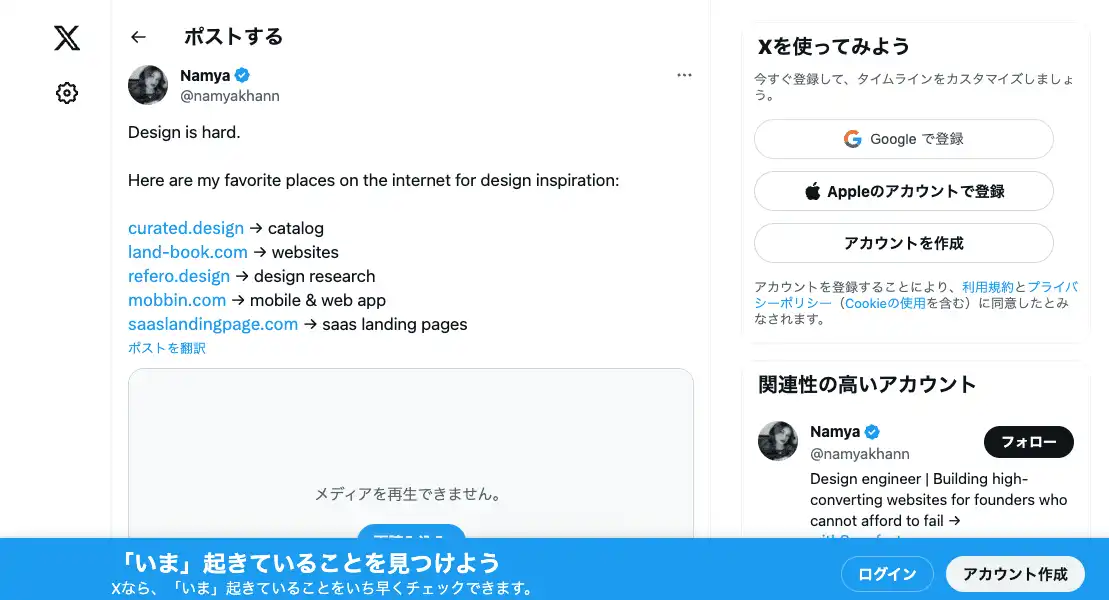 ポストする
Namya
@namyakhann
Design is hard.
Here are my favorite places on the internet for design inspiration:
curated.design → catalog
land-book.com → websites
refero.design → design research
mobbin.com → mobile & web app
saaslandingpage.com → saas landing pages
ポストを翻訳
メディアを再生できません。
Xを使ってみよう
今すぐ登録して、タイムラインをカスタマイズしましょ
う。
Google で登録
Appleのアカウントで登録
アカウントを作成
アカウントを登録することにより、利用規約とプライバ
シーポリシー（Cookieの使用を含む）に同意したとみ
なされます。
関連性の高いアカウント
Namya
@namyakhann
フォロー
Design engineer | Building high-
converting websites for founders who
cannot afford to fail →
「いま」起きていることを見つけよう
Xなら、「いま」起きていることをいち早くチェックできます。
ログイン
アカウント作成